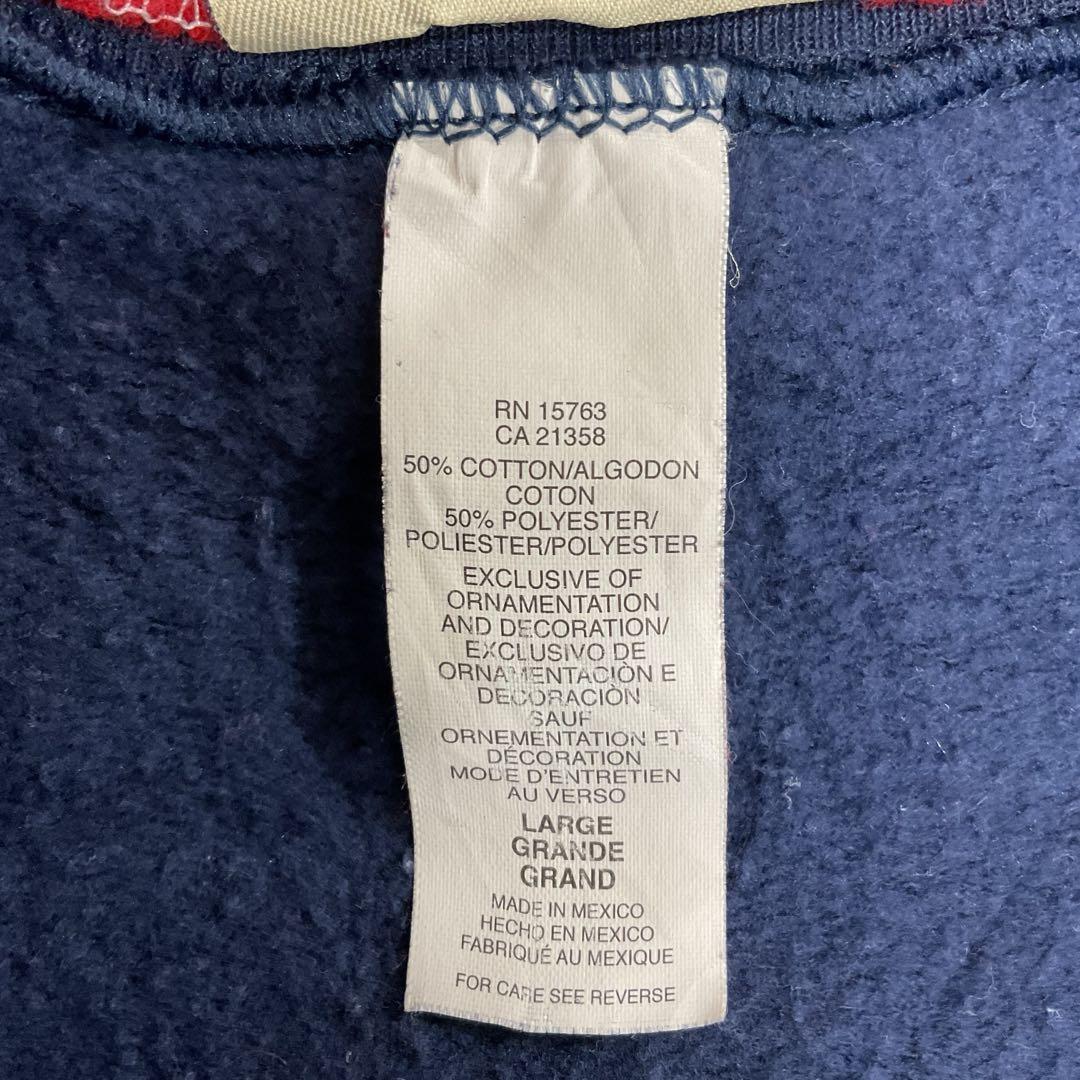 RN 15763
CA 21358
50% COTTON/ALGODON
COTON
50% POLYESTER/
POLIESTER/POLYESTER
EXCLUSIVE OF
ORNAMENTATION
AND DECORATION/
EXCLUSIVO DE
ORNAMENTACIÒN E
DECORACIÒN
SAUF
ORNEMENTATION ET
DÉCORATION
MODE D'ENTRETIEN
AU VERSO
LARGE
GRANDE
GRAND
MADE IN MEXICO
HECHO EN MEXICO
FABRIQUÉ AU MEXIQUE
FOR CARE SEE REVERSE